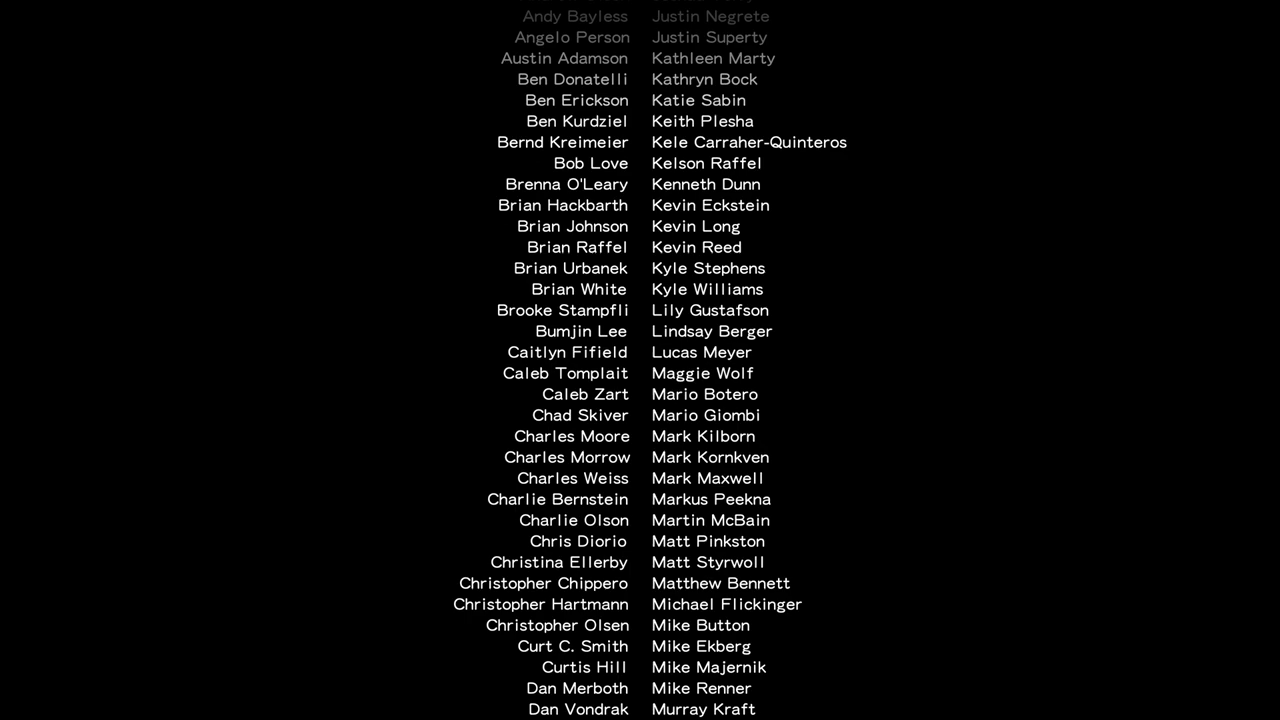 Andy Bayless Justin Negrete
Angelo Person Justin Superty
Austin Adamson Kathleen Marty
Ben Donatelli Kathryn Bock
Ben Erickson Katie Sabin
Ben Kurdziel Keith Plesha
Bernd Kreimeier Kele Carraher-Quinteros
Bob Love Kelson Raffel
Brenna O'Leary Kenneth Dunn
Brian Hackbarth Kevin Eckstein
Brian Johnson Kevin Long
Brian Raffel Kevin Reed
Brian Urbanek Kyle Stephens
Brian White Kyle Williams
Brooke Stampfli Lily Gustafson
Bumjin Lee Lindsay Berger
Caitlyn Fifield Lucas Meyer
Caleb Tomplait Maggie Wolf
Caleb Zart Mario Botero
Chad Skiver Mario Giombi
Charles Moore Mark Kilborn
Charles Morrow Mark Kornkven
Charles Weiss Mark Maxwell
Charlie Bernstein Markus Peekna
Charlie Olson Martin McBain
Chris Diorio Matt Pinkston
Christina Ellerby Matt Styrwoll
Christopher Chippero Matthew Bennett
Christopher Hartmann Michael Flickinger
Christopher Olsen Mike Button
Curt C. Smith Mike Ekberg
Curtis Hill Mike Majernik
Dan Merboth Mike Renner
Dan Vondrak Murray Kraft